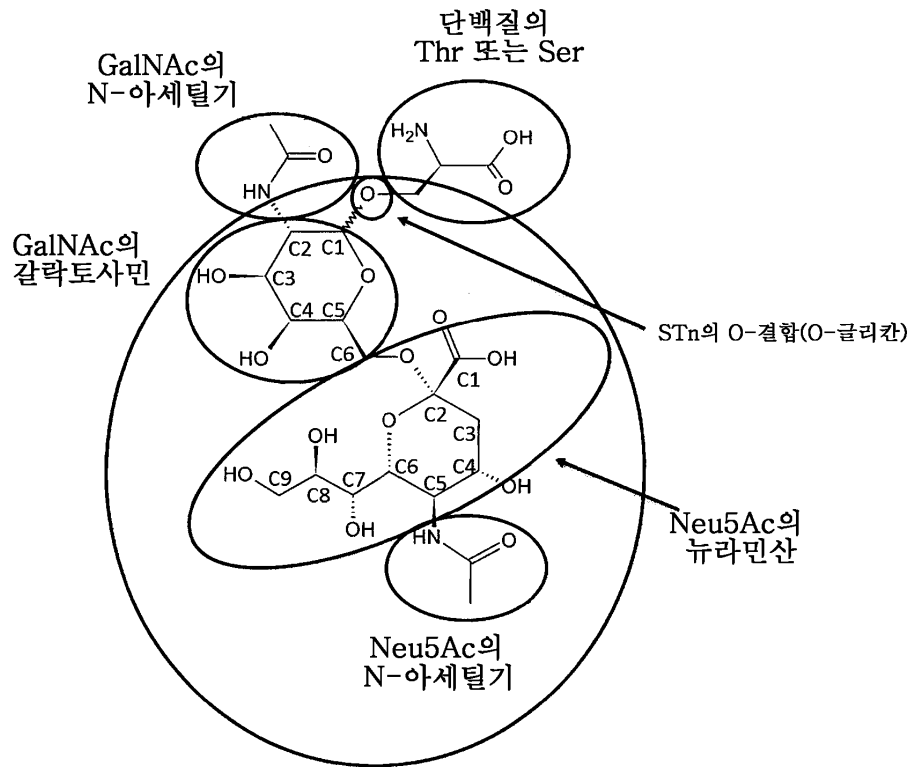 단백질의
Thr 또는 Ser
GalNAc의
N-아세틸기
H₂N
OH
O
O
HN
O
GalNAc의
갈락토사민
C2
C1
HO
C3
O
C4
C5
HO
C6
O
O
OH
C1
STn의 O-결합(O-글리칸)
C2
O
C3
OH
HO
C9
C8
C7
C6
C5
C4
OH
OH
HN
O
Neu5Ac의
뉴라민산
Neu5Ac의
N-아세틸기